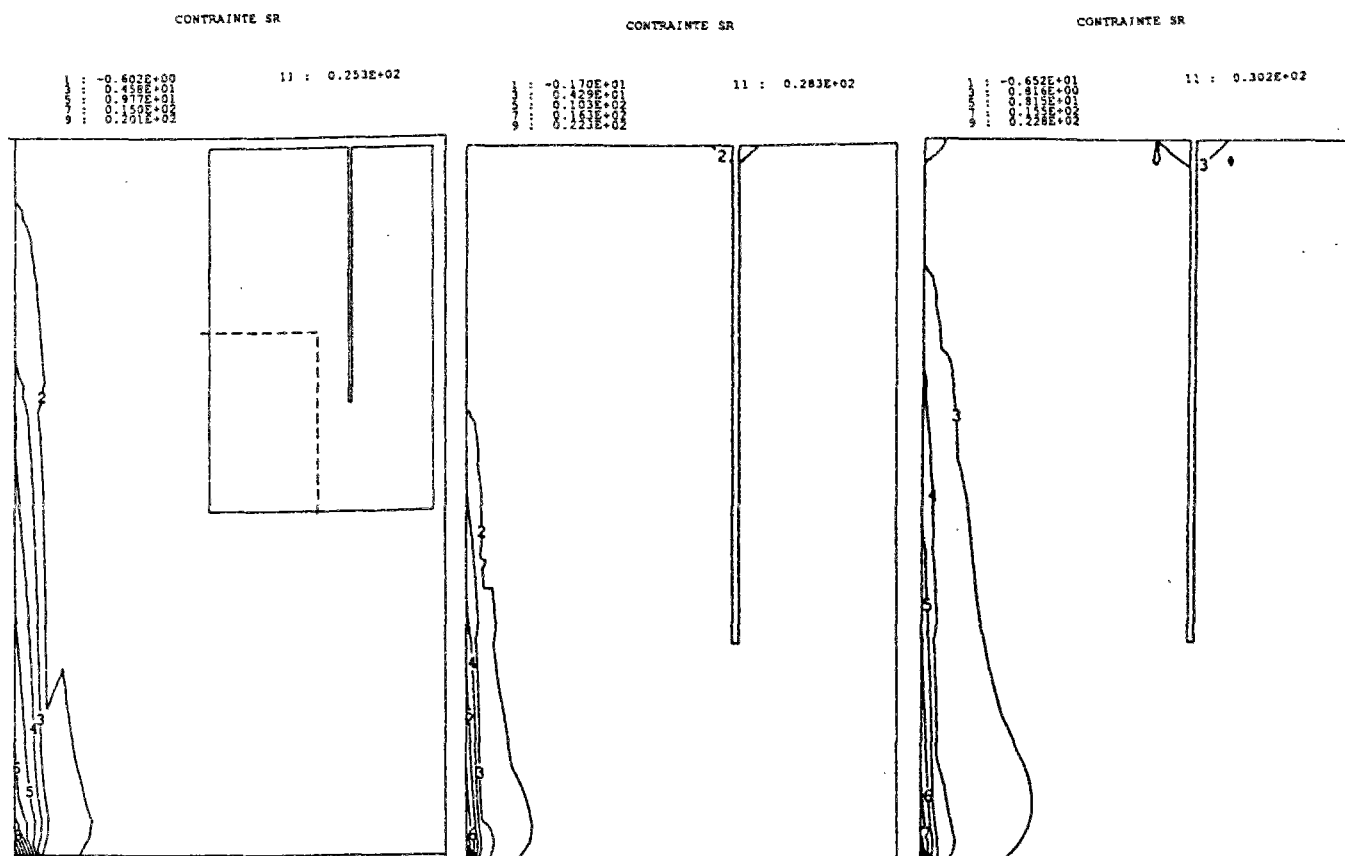 CONTRAINTE SR
1 : -0.602E+00
3 : 0.458E+01
5 : 0.977E+01
7 : 0.150E+02
9 : 0.201E+02
11 : 0.253E+02
2
3
4
5
CONTRAINTE SR
1 : -0.170E+01
3 : 0.429E+01
5 : 0.103E+02
7 : 0.163E+02
9 : 0.223E+02
11 : 0.283E+02
2
2
4
3
CONTRAINTE SR
1 : -0.652E+01
3 : 0.816E+00
5 : 0.815E+01
7 : 0.155E+02
9 : 0.228E+02
11 : 0.302E+02
3
3
4
5
6